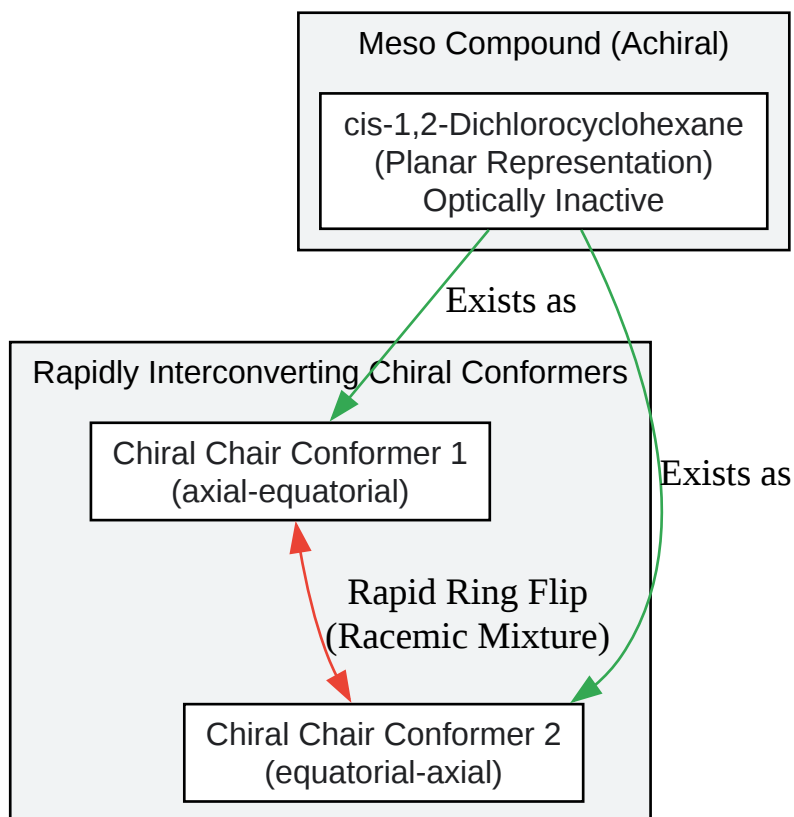 Meso Compound (Achiral)
cis-1,2-Dichlorocyclohexane
(Planar Representation)
Optically Inactive
Exists as
Rapidly Interconverting Chiral Conformers
Chiral Chair Conformer 1
(axial-equatorial)
Exists as
Rapid Ring Flip
(Racemic Mixture)
Chiral Chair Conformer 2
(equatorial-axial)